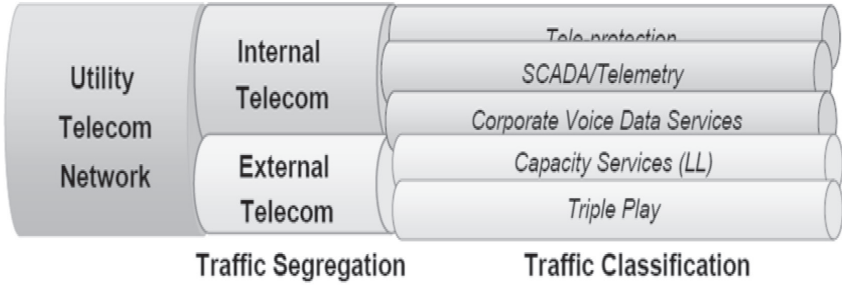 Utility
Telecom
Network
Internal
Telecom
External
Telecom
Tele-protection
SCADA/Telemetry
Corporate Voice Data Services
Capacity Services (LL)
Triple Play
Traffic Segregation
Traffic Classification